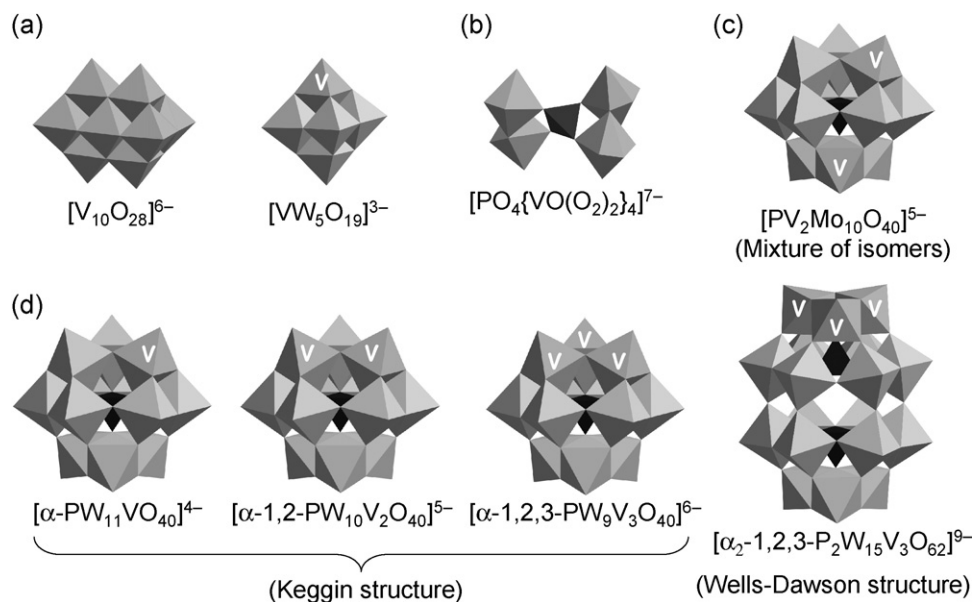 (a)
V
[V₁₀O₂₈]⁶⁻
[VW₅O₁₉]³⁻
(b)
[PO₄{VO(O₂)₂}₄]⁷⁻
(c)
V
V
[PV₂Mo₁₀O₄₀]⁵⁻
(Mixture of isomers)
(d)
V
[α-PW₁₁VO₄₀]⁴⁻
V V
[α-1,2-PW₁₀V₂O₄₀]⁵⁻
V
V V
[α-1,2,3-PW₉V₃O₄₀]⁶⁻
(Keggin structure)
V V
V
[α₂-1,2,3-P₂W₁₅V₃O₆₂]⁹⁻
(Wells-Dawson structure)